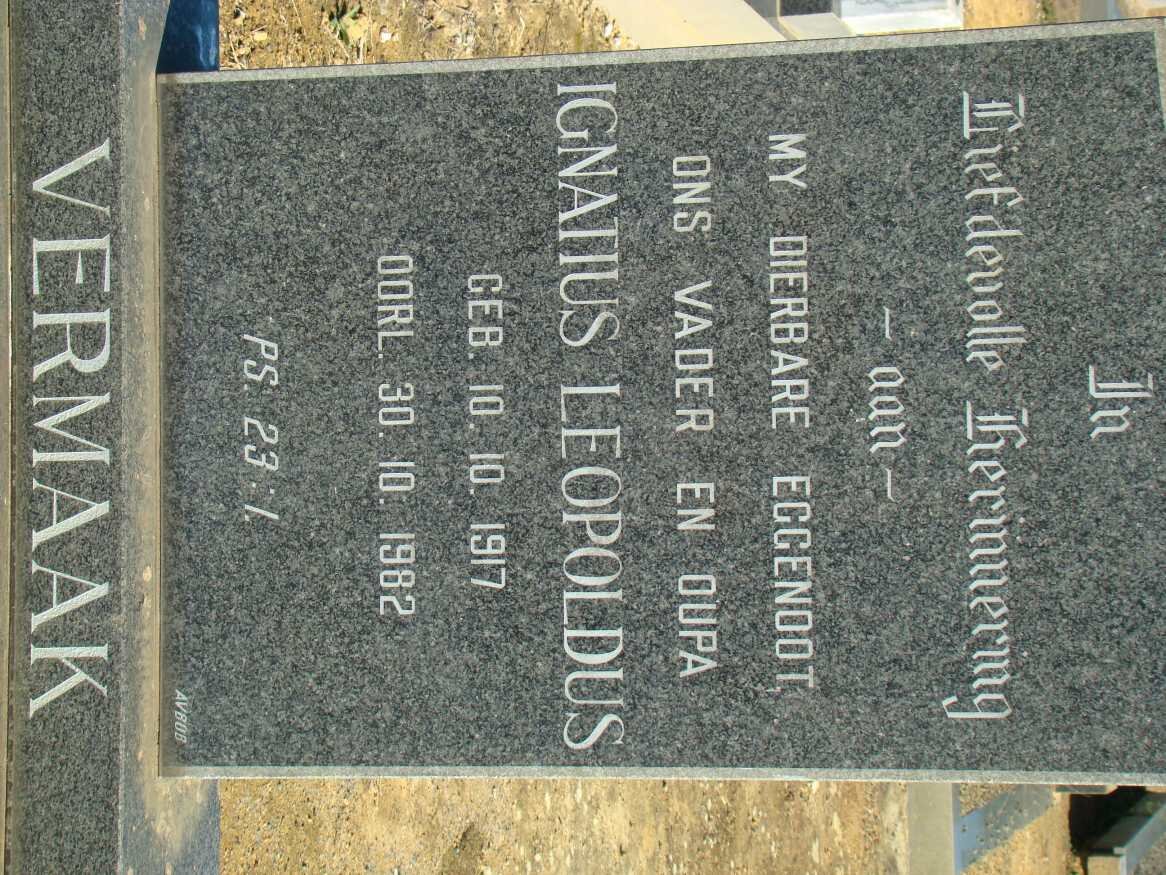 In
Liefdevolle Herinnering
- aan -
MY DIERBARE EGGENOOT,
ONS VADER EN OUPA
IGNATIUS LEOPOLDUS
GEB. 10. 10. 1917
OORL. 30. 10. 1982
PS. 23:1.
AVBOB
VERMAAK